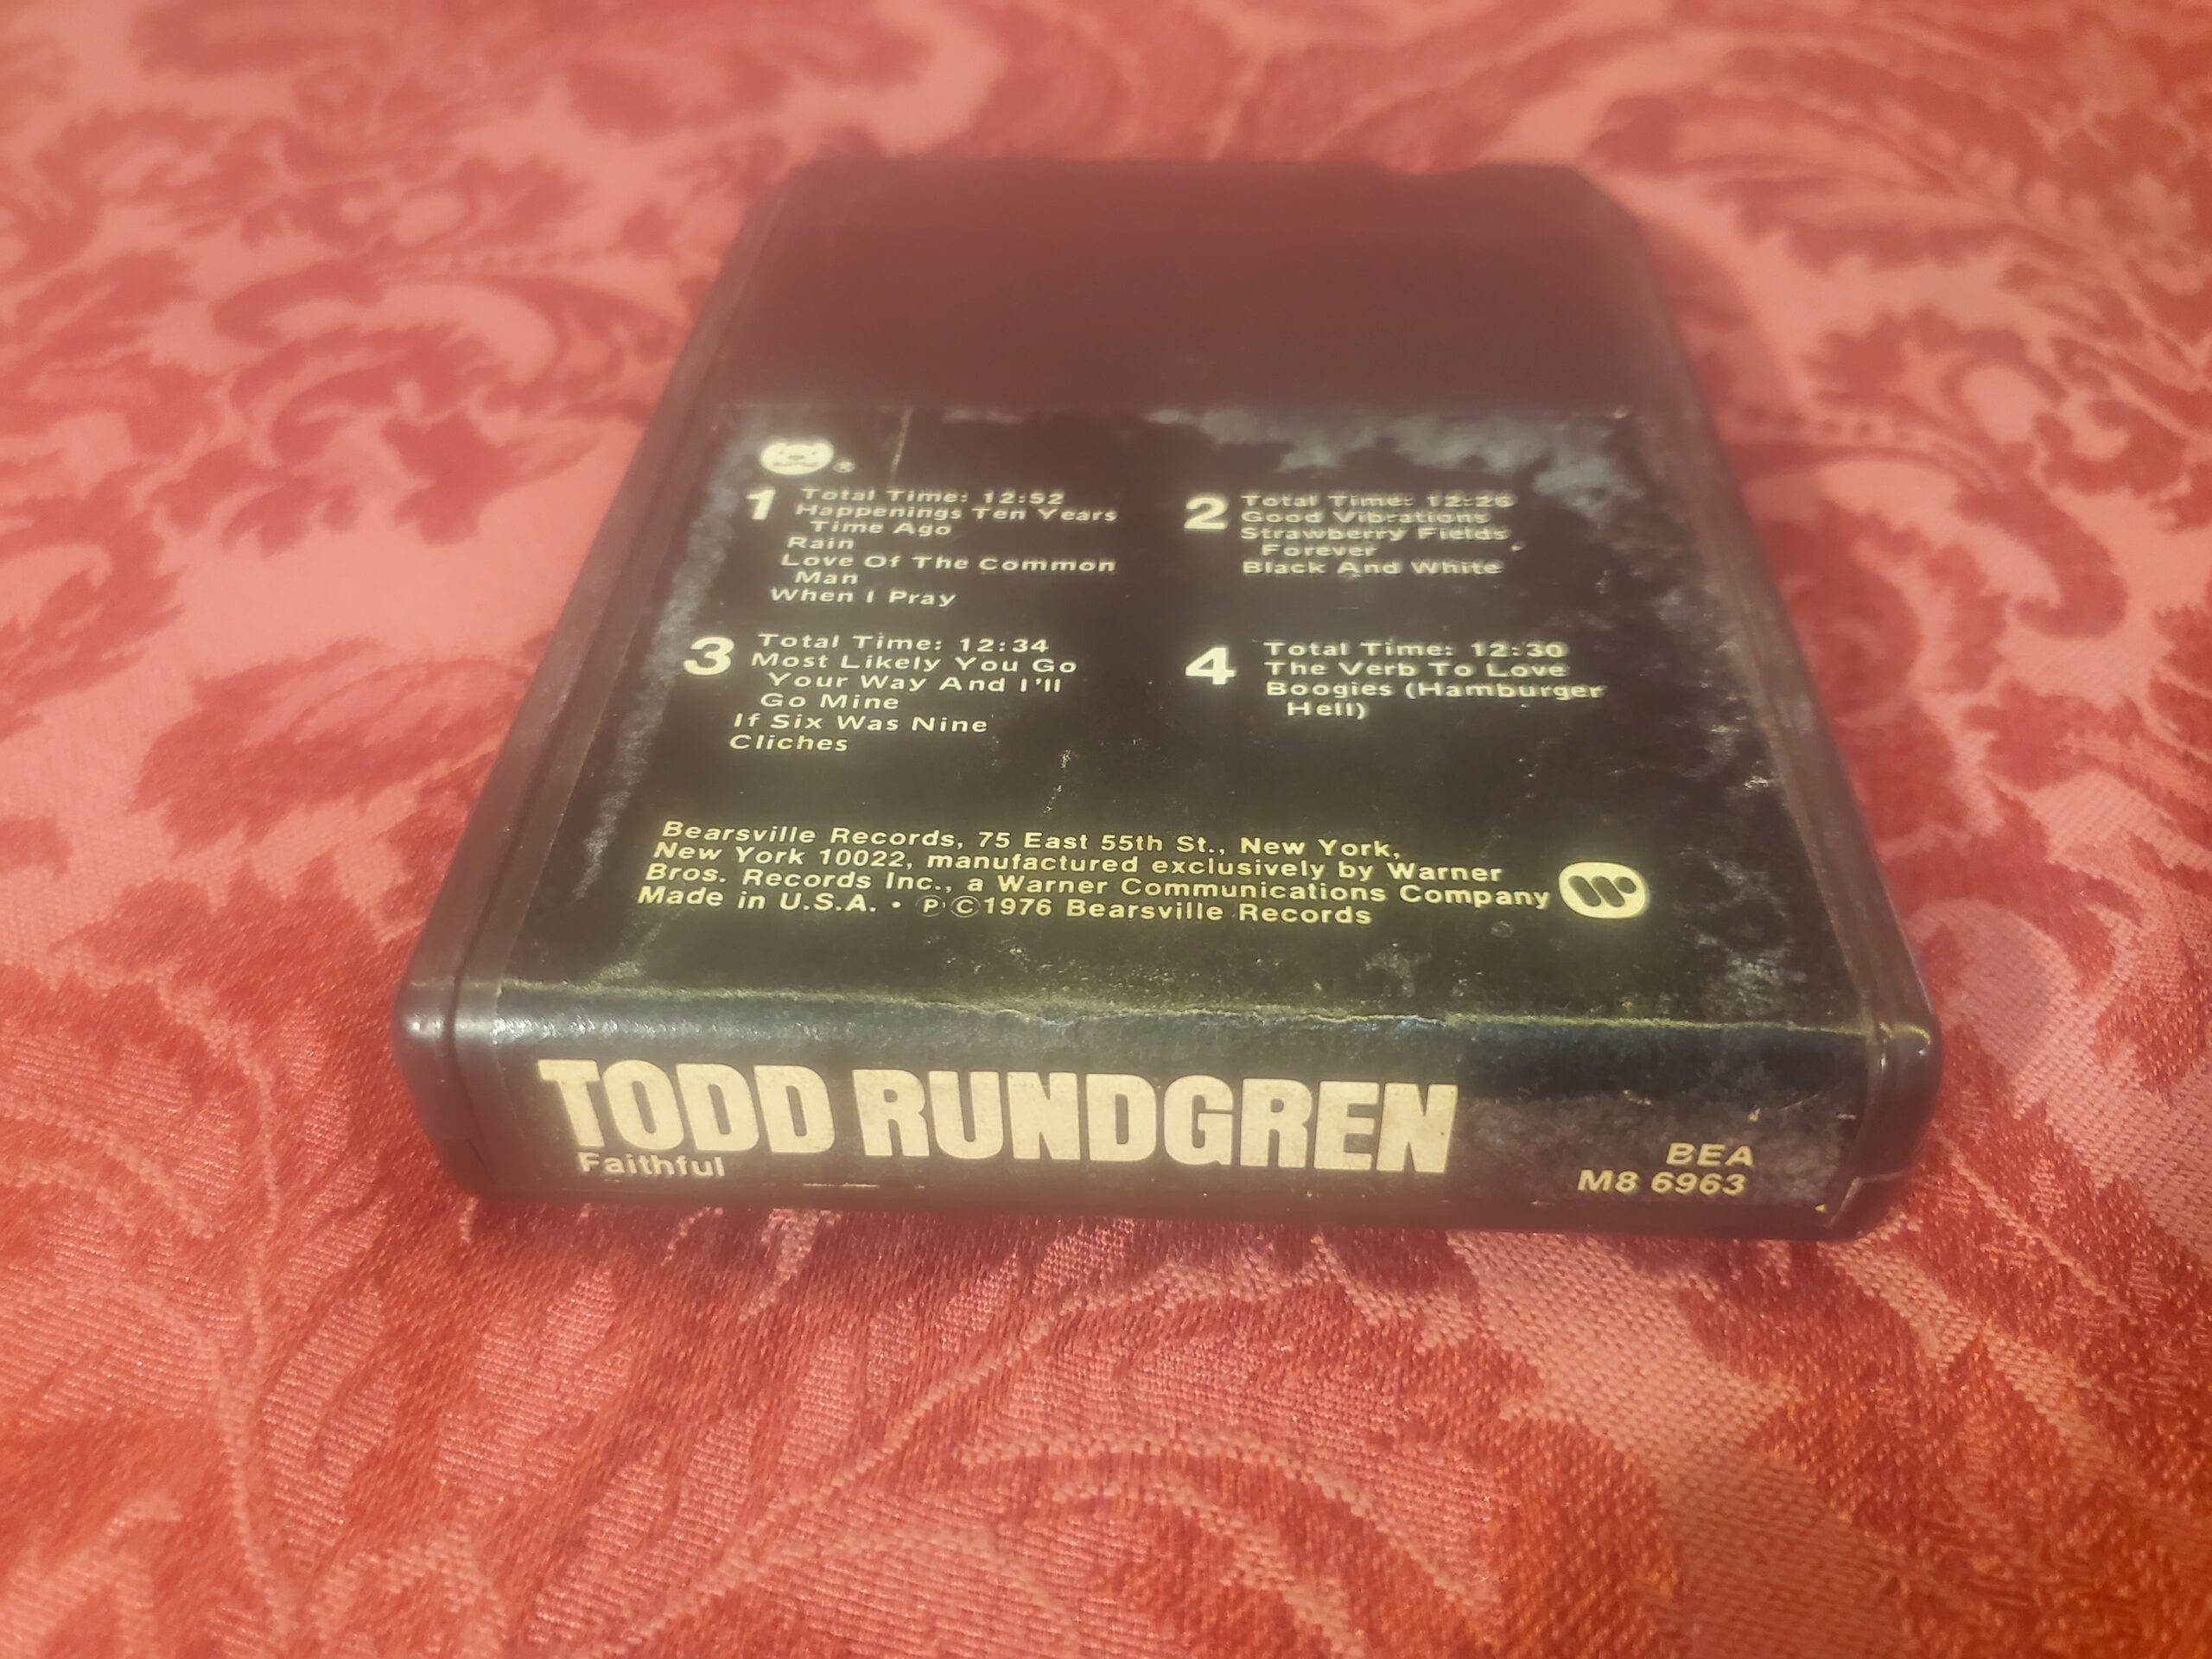 ®
1 Total Time: 12:52
Happenings Ten Years
Time Ago
Rain
Love Of The Common
Man
When I Pray
2 Total Time: 12:26
Good Vibrations
Strawberry Fields
Forever
Black And White
3 Total Time: 12:34
Most Likely You Go
Your Way And I'll
Go Mine
If Six Was Nine
Cliches
4 Total Time: 12:30
The Verb To Love
Boogies (Hamburger
Hell)
Bearsville Records, 75 East 55th St., New York,
New York 10022, manufactured exclusively by Warner
Bros. Records Inc., a Warner Communications Company
Made in U.S.A. • ℗©1976 Bearsville Records
TODD RUNDGREN
Faithful
BEA
M8 6963